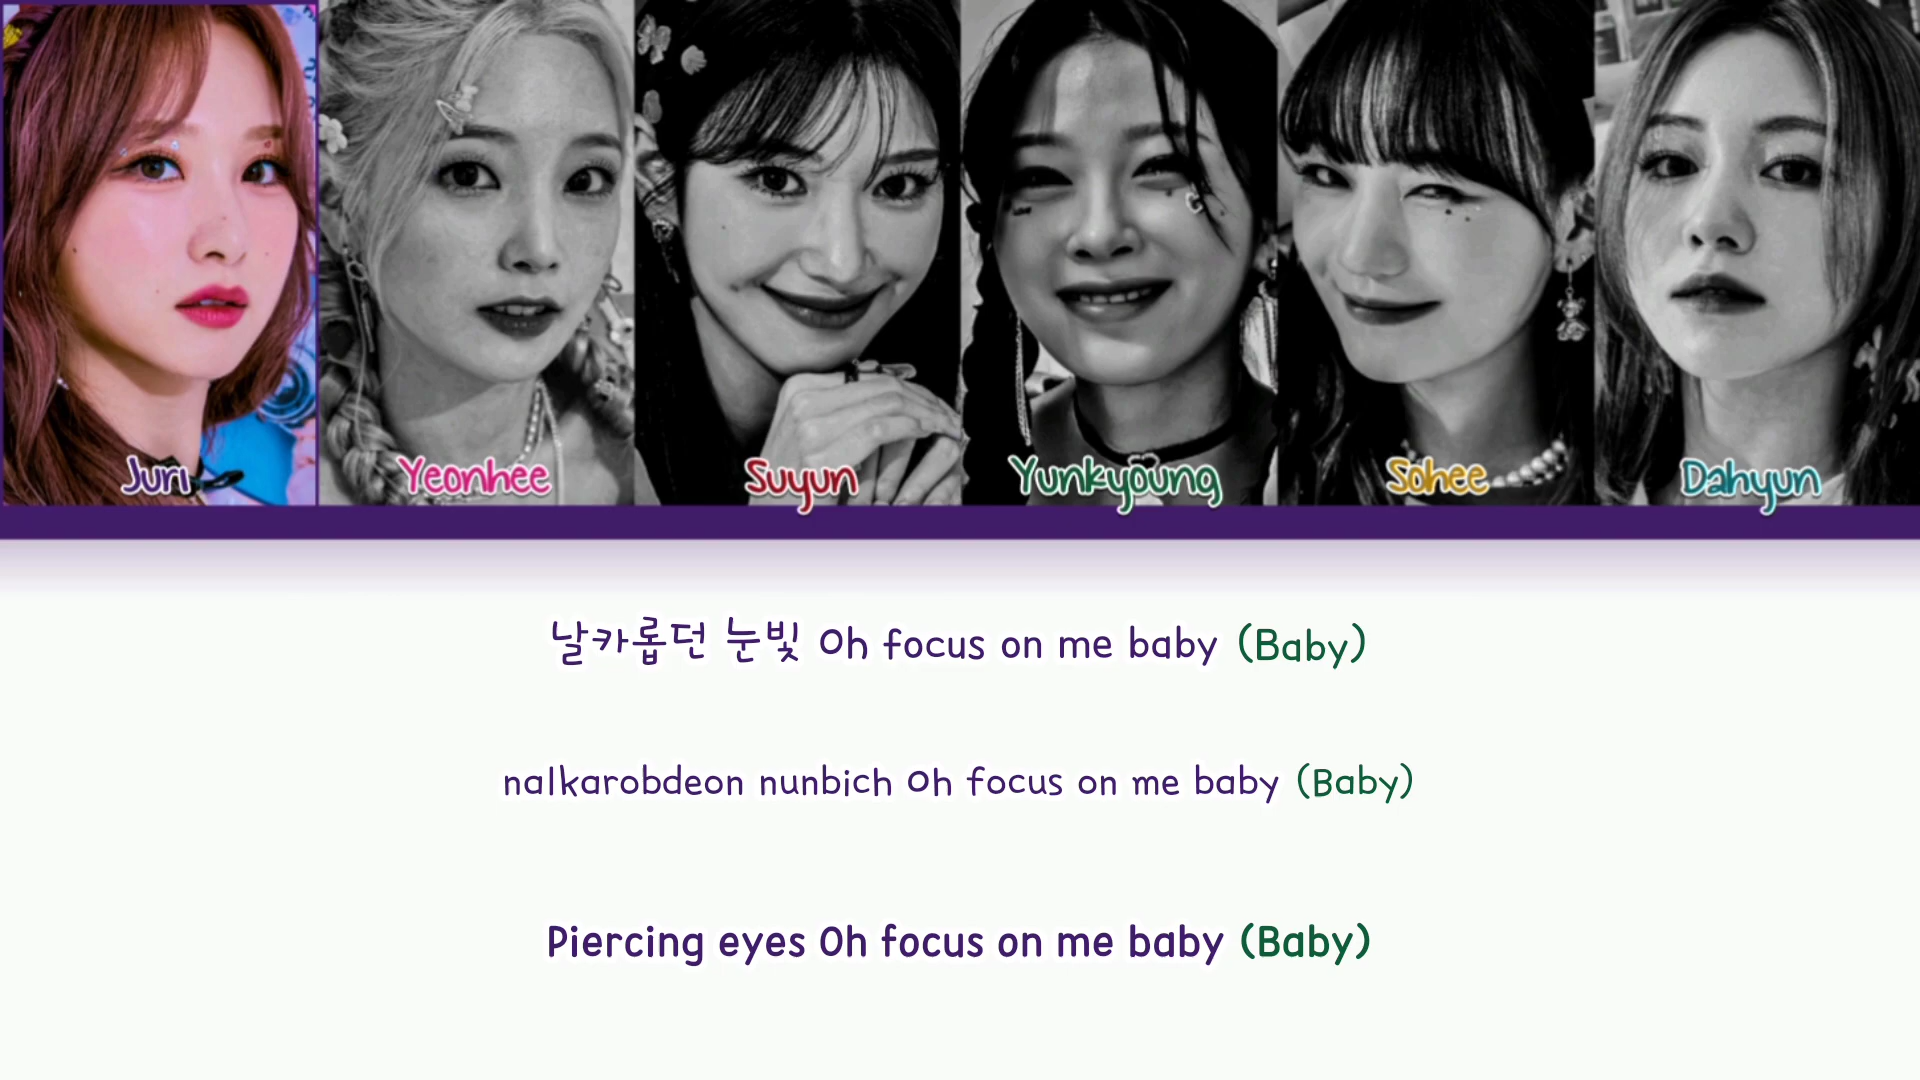 Juri Yeonhee Suyun Yunkyoung Sohee Dahyun
날카롭던 눈빛 Oh focus on me baby (Baby)
nalkarobdeon nunbich Oh focus on me baby (Baby)
Piercing eyes Oh focus on me baby (Baby)